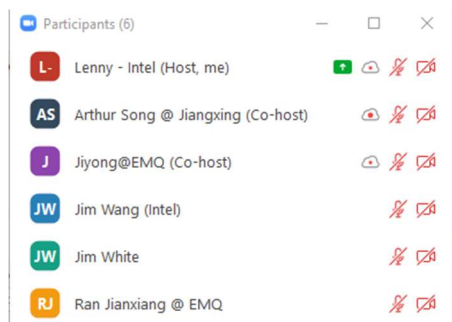 Participants (6)
L- Lenny - Intel (Host, me)
AS Arthur Song @ Jiangxing (Co-host)
J Jiyong@EMQ (Co-host)
JW Jim Wang (Intel)
JW Jim White
RJ Ran Jianxiang @ EMQ